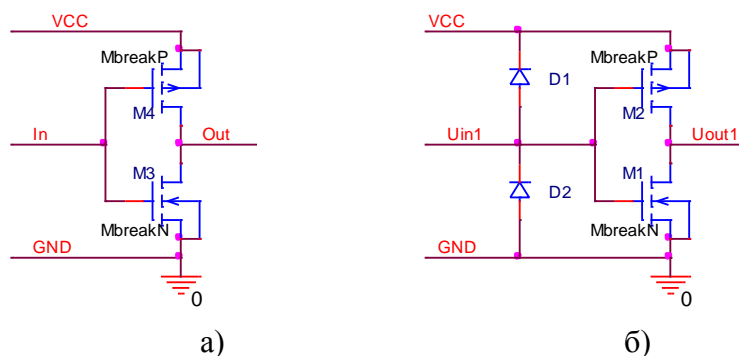 VCC
MbreakP
M4
In
Out
M3
MbreakN
GND
0
а)
VCC
D1
MbreakP
M2
Uin1
Uout1
D2
M1
MbreakN
GND
0
б)